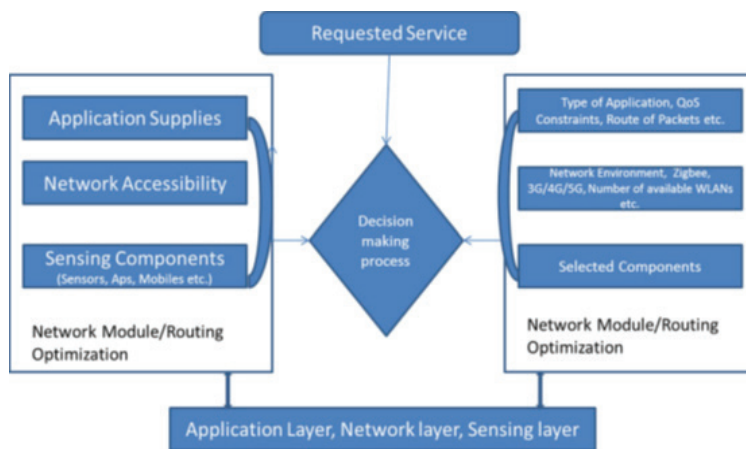 Requested Service
Application Supplies
Network Accessibility
Sensing Components
(Sensors, Aps, Mobiles etc.)
Network Module/Routing
Optimization
Decision
making
process
Type of Application, QoS
Constraints, Route of Packets etc.
Network Environment, Zigbee,
3G/4G/5G, Number of available WLANs
etc.
Selected Components
Network Module/Routing
Optimization
Application Layer, Network layer, Sensing layer